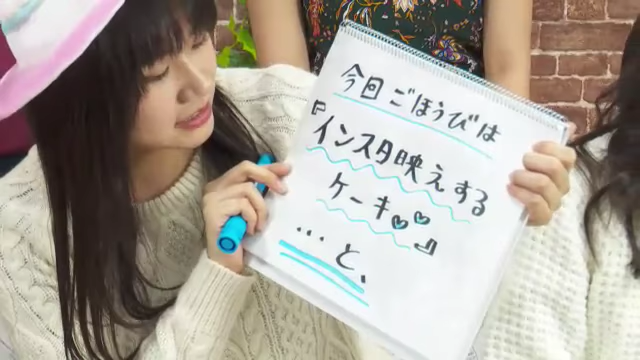 今回ごほうびは
『インスタ映えする
ケーキ♡♡』
…と、